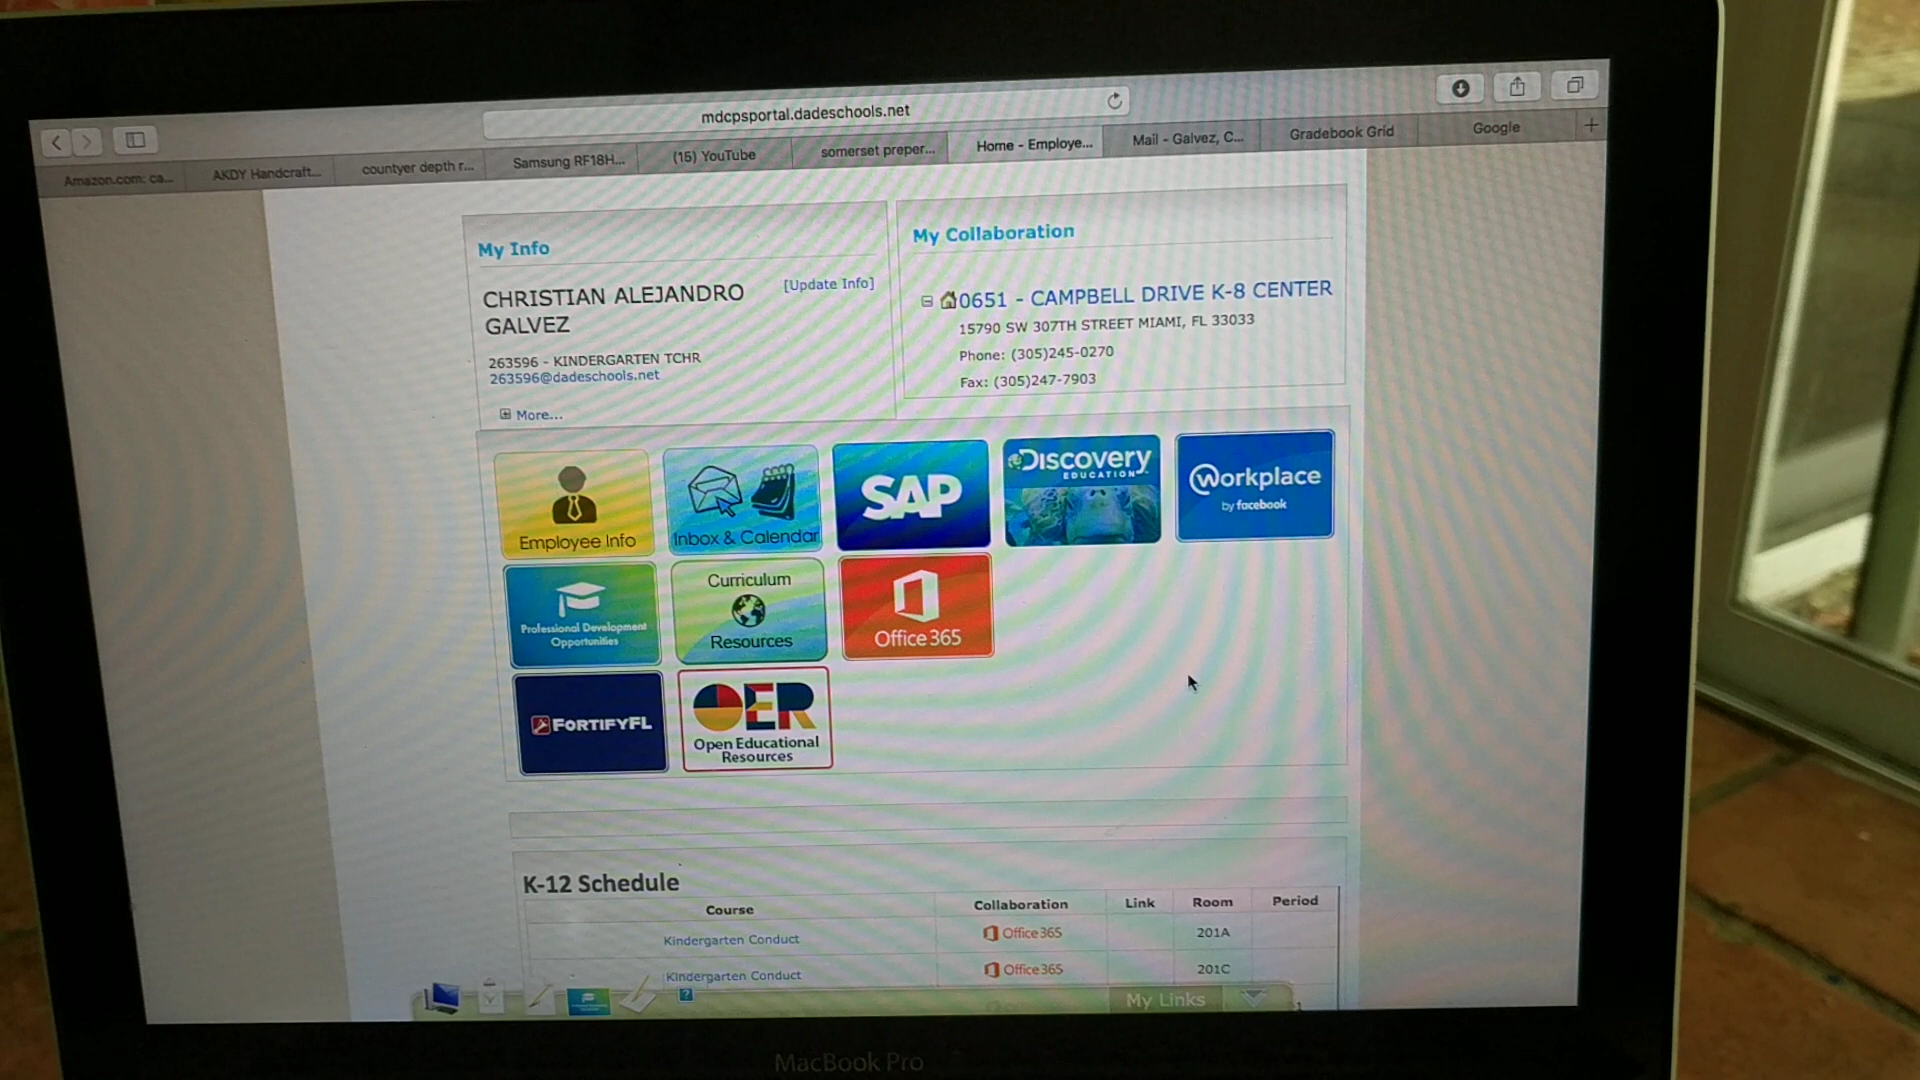 mdcpsportal.dadeschools.net
Amazon.com: ca...
AKDY Handcraft...
countyer depth r...
Samsung RF18H...
(15) YouTube
somerset preper...
Home - Employe...
Mail - Galvez, C...
Gradebook Grid
Google
My Info
CHRISTIAN ALEJANDRO
GALVEZ
[Update Info]
263596 - KINDERGARTEN TCHR
263596@dadeschools.net
More...
My Collaboration
0651 - CAMPBELL DRIVE K-8 CENTER
15790 SW 307TH STREET MIAMI, FL 33033
Phone: (305)245-0270
Fax: (305)247-7903
Employee Info
Inbox & Calendar
SAP
Discovery
EDUCATION
Workplace
by facebook
Professional Development
Opportunities
Curriculum
Resources
Office 365
FORTIFYFL
OER
Open Educational
Resources
K-12 Schedule
Course Collaboration Link Room Period
Kindergarten Conduct Office 365 201A
Kindergarten Conduct Office 365 201C
My Links
MacBook Pro